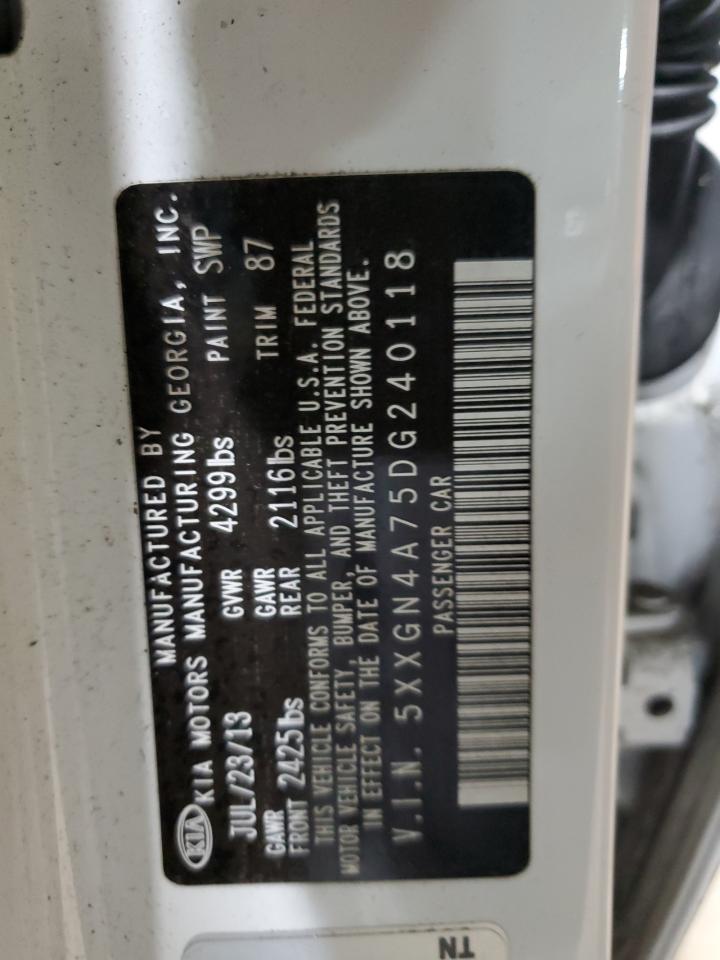 KIA
MANUFACTURED BY
KIA MOTORS MANUFACTURING GEORGIA, INC.
JUL/23/13 GVWR 4299lbs PAINT SWP
GAWR FRONT 2425lbs GAWR REAR 2116lbs TRIM 87
THIS VEHICLE CONFORMS TO ALL APPLICABLE U.S.A. FEDERAL
MOTOR VEHICLE SAFETY, BUMPER, AND THEFT PREVENTION STANDARDS
IN EFFECT ON THE DATE OF MANUFACTURE SHOWN ABOVE.
V.I.N. 5XXGN4A75DG240118
PASSENGER CAR
TN